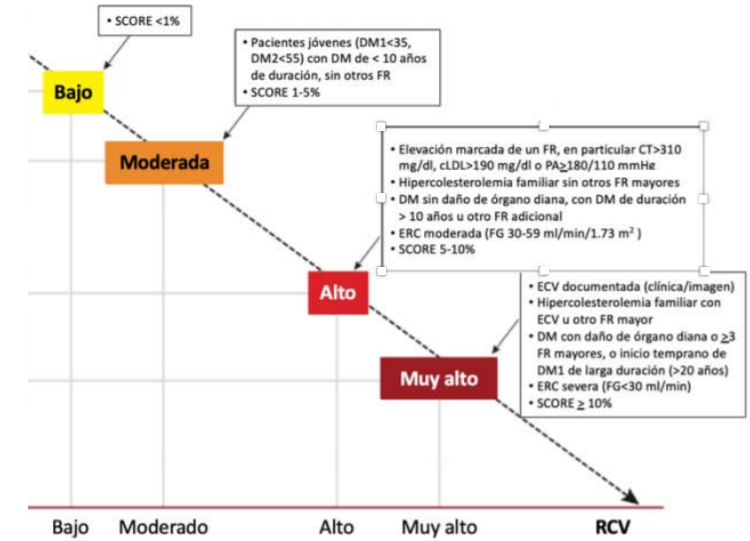 • SCORE <1%
• Pacientes jóvenes (DM1<35,
DM2<55) con DM de < 10 años
de duración, sin otros FR
• SCORE 1-5%
Bajo
Moderada
• Elevación marcada de un FR, en particular CT>310
mg/dl, cLDL>190 mg/dl o PA≥180/110 mmHg
• Hipercolesterolemia familiar sin otros FR mayores
• DM sin daño de órgano diana, con DM de duración
> 10 años u otro FR adicional
• ERC moderada (FG 30-59 ml/min/1.73 m²)
• SCORE 5-10%
Alto
• ECV documentada (clínica/imagen)
• Hipercolesterolemia familiar con
ECV u otro FR mayor
• DM con daño de órgano diana o ≥3
FR mayores, o inicio temprano de
DM1 de larga duración (>20 años)
• ERC severa (FG<30 ml/min)
• SCORE ≥ 10%
Muy alto
Bajo Moderado Alto Muy alto RCV